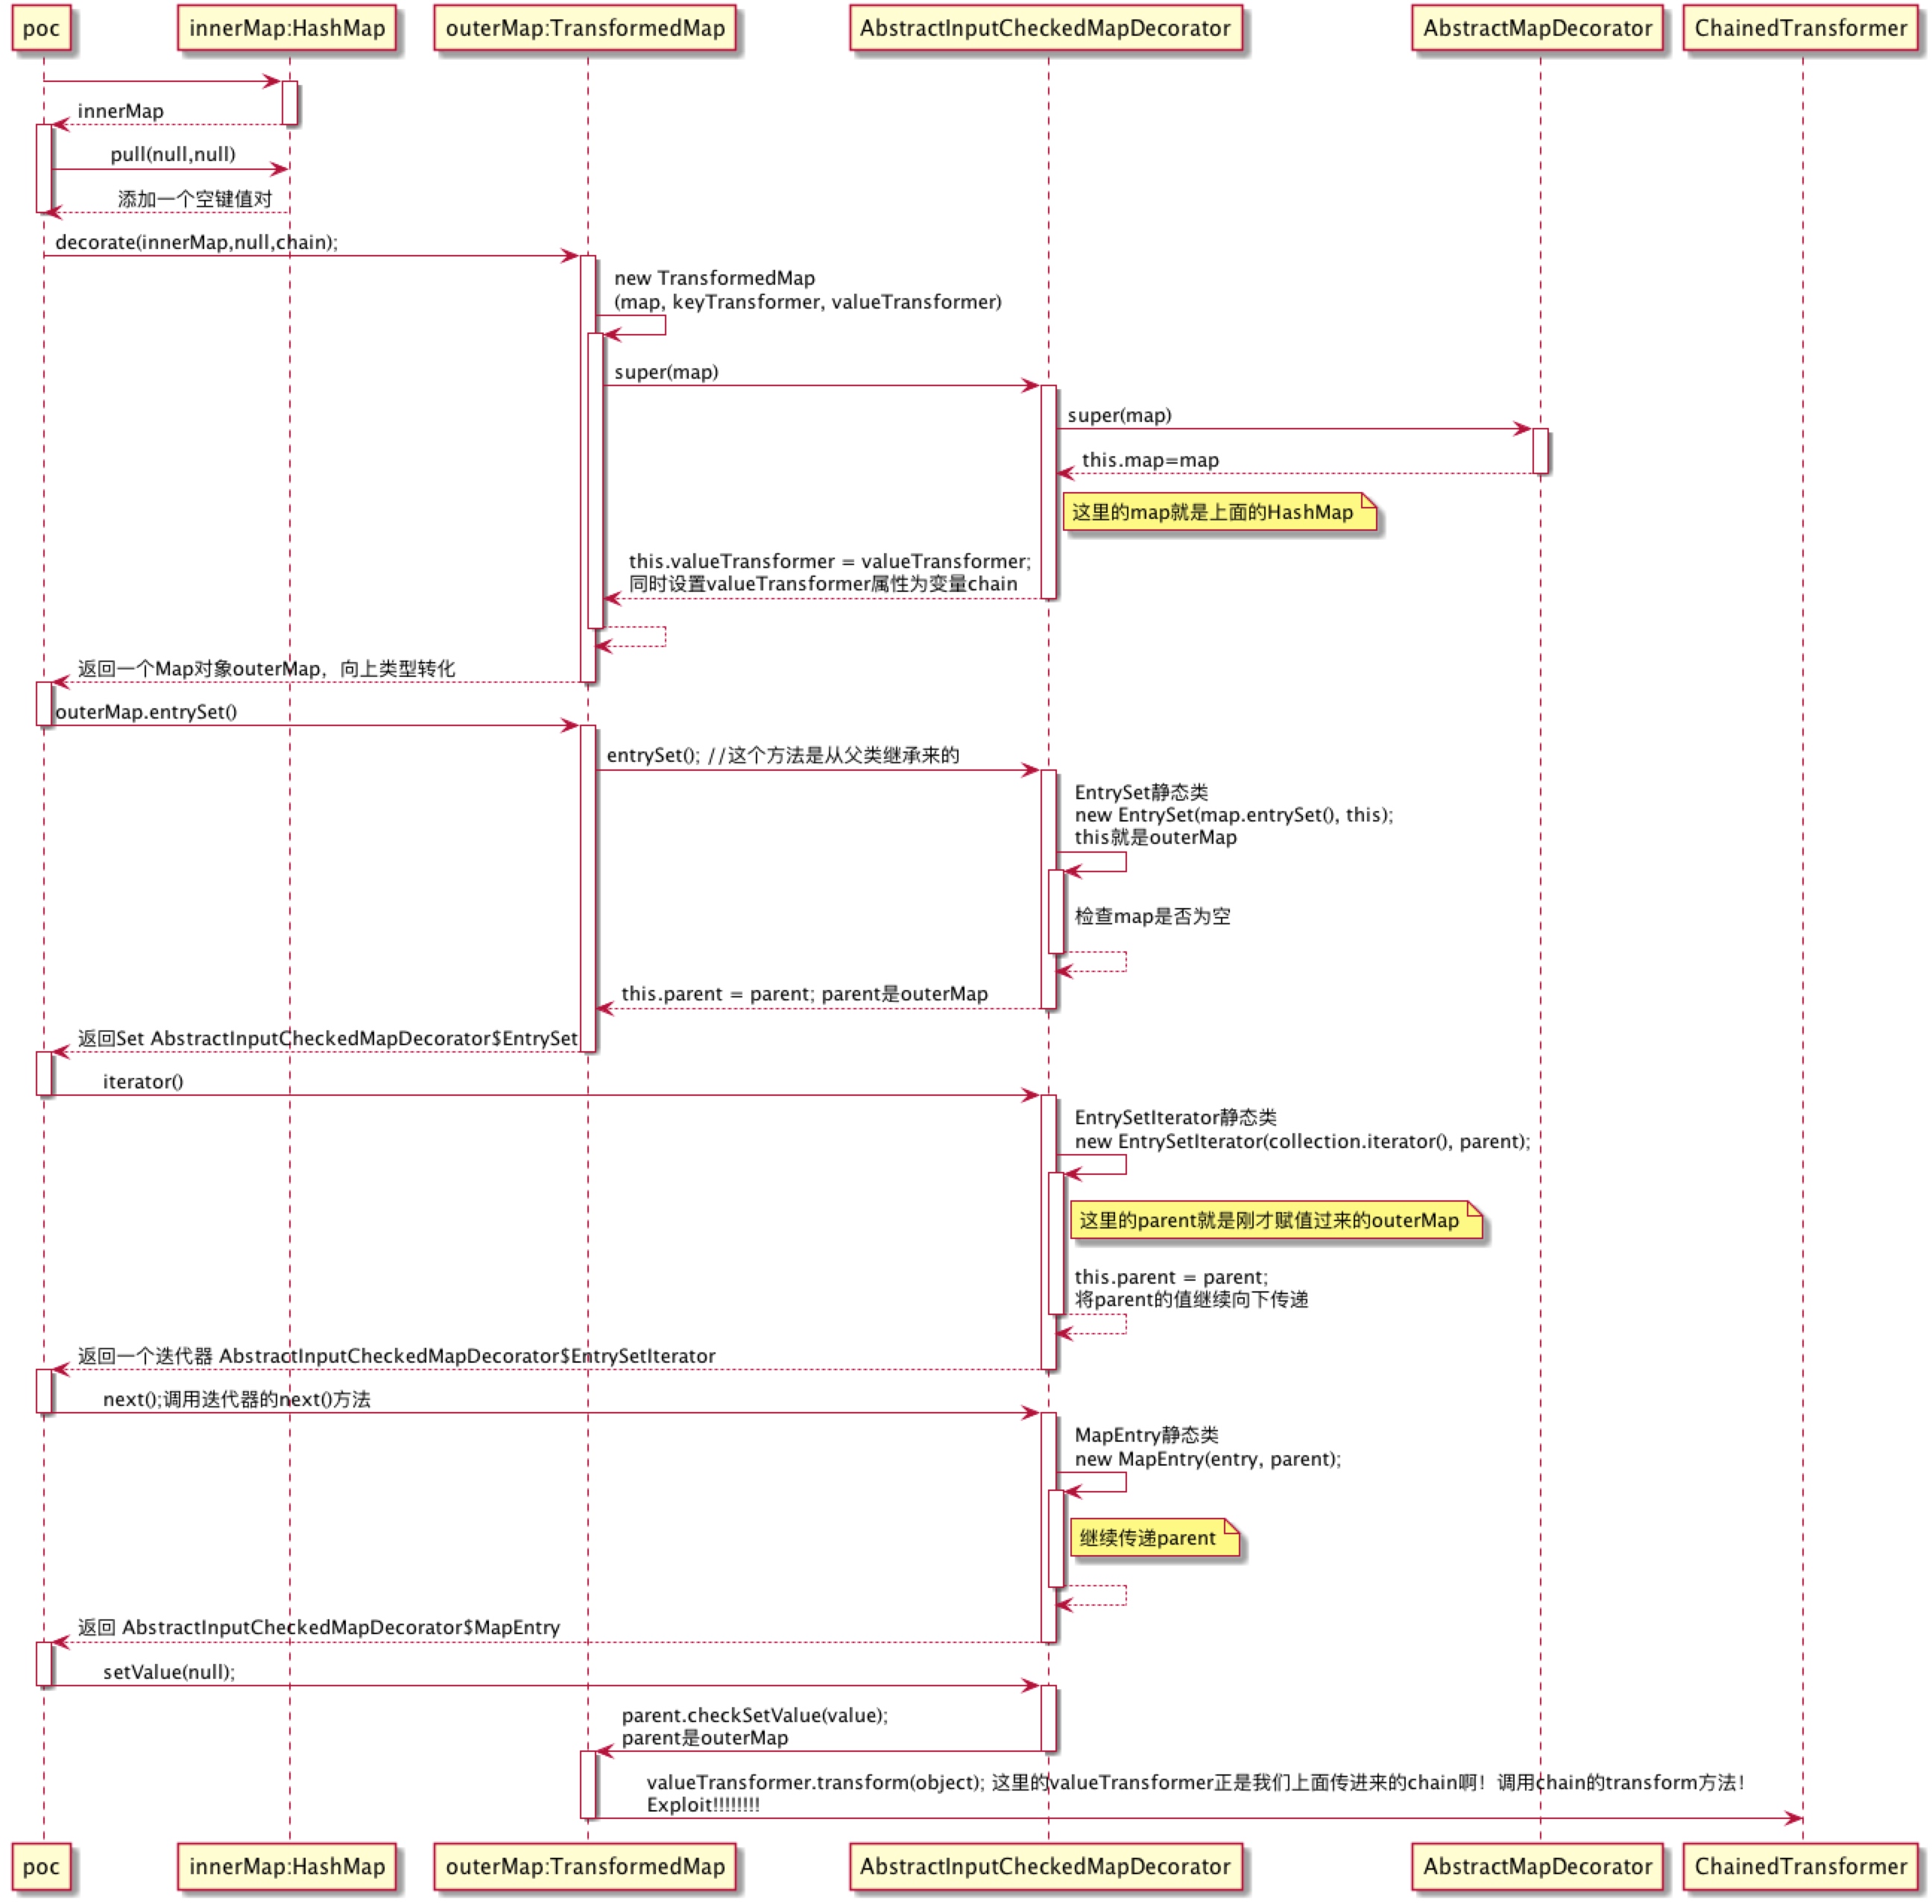 poc
innerMap:HashMap
outerMap:TransformedMap
AbstractInputCheckedMapDecorator
AbstractMapDecorator
ChainedTransformer
innerMap
pull(null,null)
添加一个空键值对
decorate(innerMap,null,chain);
new TransformedMap
(map, keyTransformer, valueTransformer)
super(map)
super(map)
this.map=map
这里的map就是上面的HashMap
this.valueTransformer = valueTransformer;
同时设置valueTransformer属性为变量chain
返回一个Map对象outerMap，向上类型转化
outerMap.entrySet()
entrySet(); //这个方法是从父类继承来的
EntrySet静态类
new EntrySet(map.entrySet(), this);
this就是outerMap
检查map是否为空
this.parent = parent; parent是outerMap
返回Set AbstractInputCheckedMapDecorator$EntrySet
iterator()
EntrySetIterator静态类
new EntrySetIterator(collection.iterator(), parent);
这里的parent就是刚才赋值过来的outerMap
this.parent = parent;
将parent的值继续向下传递
返回一个迭代器 AbstractInputCheckedMapDecorator$EntrySetIterator
next();调用迭代器的next()方法
MapEntry静态类
new MapEntry(entry, parent);
继续传递parent
返回 AbstractInputCheckedMapDecorator$MapEntry
setValue(null);
parent.checkSetValue(value);
parent是outerMap
valueTransformer.transform(object); 这里的valueTransformer正是我们上面传进来的chain啊！调用chain的transform方法！
Exploit!!!!!!!!
poc
innerMap:HashMap
outerMap:TransformedMap
AbstractInputCheckedMapDecorator
AbstractMapDecorator
ChainedTransformer